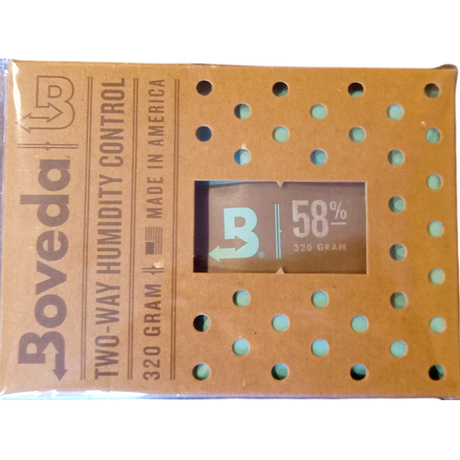 Boveda B
TWO-WAY HUMIDITY CONTROL
320 GRAM MADE IN AMERICA
B®
58%
320 GRAM